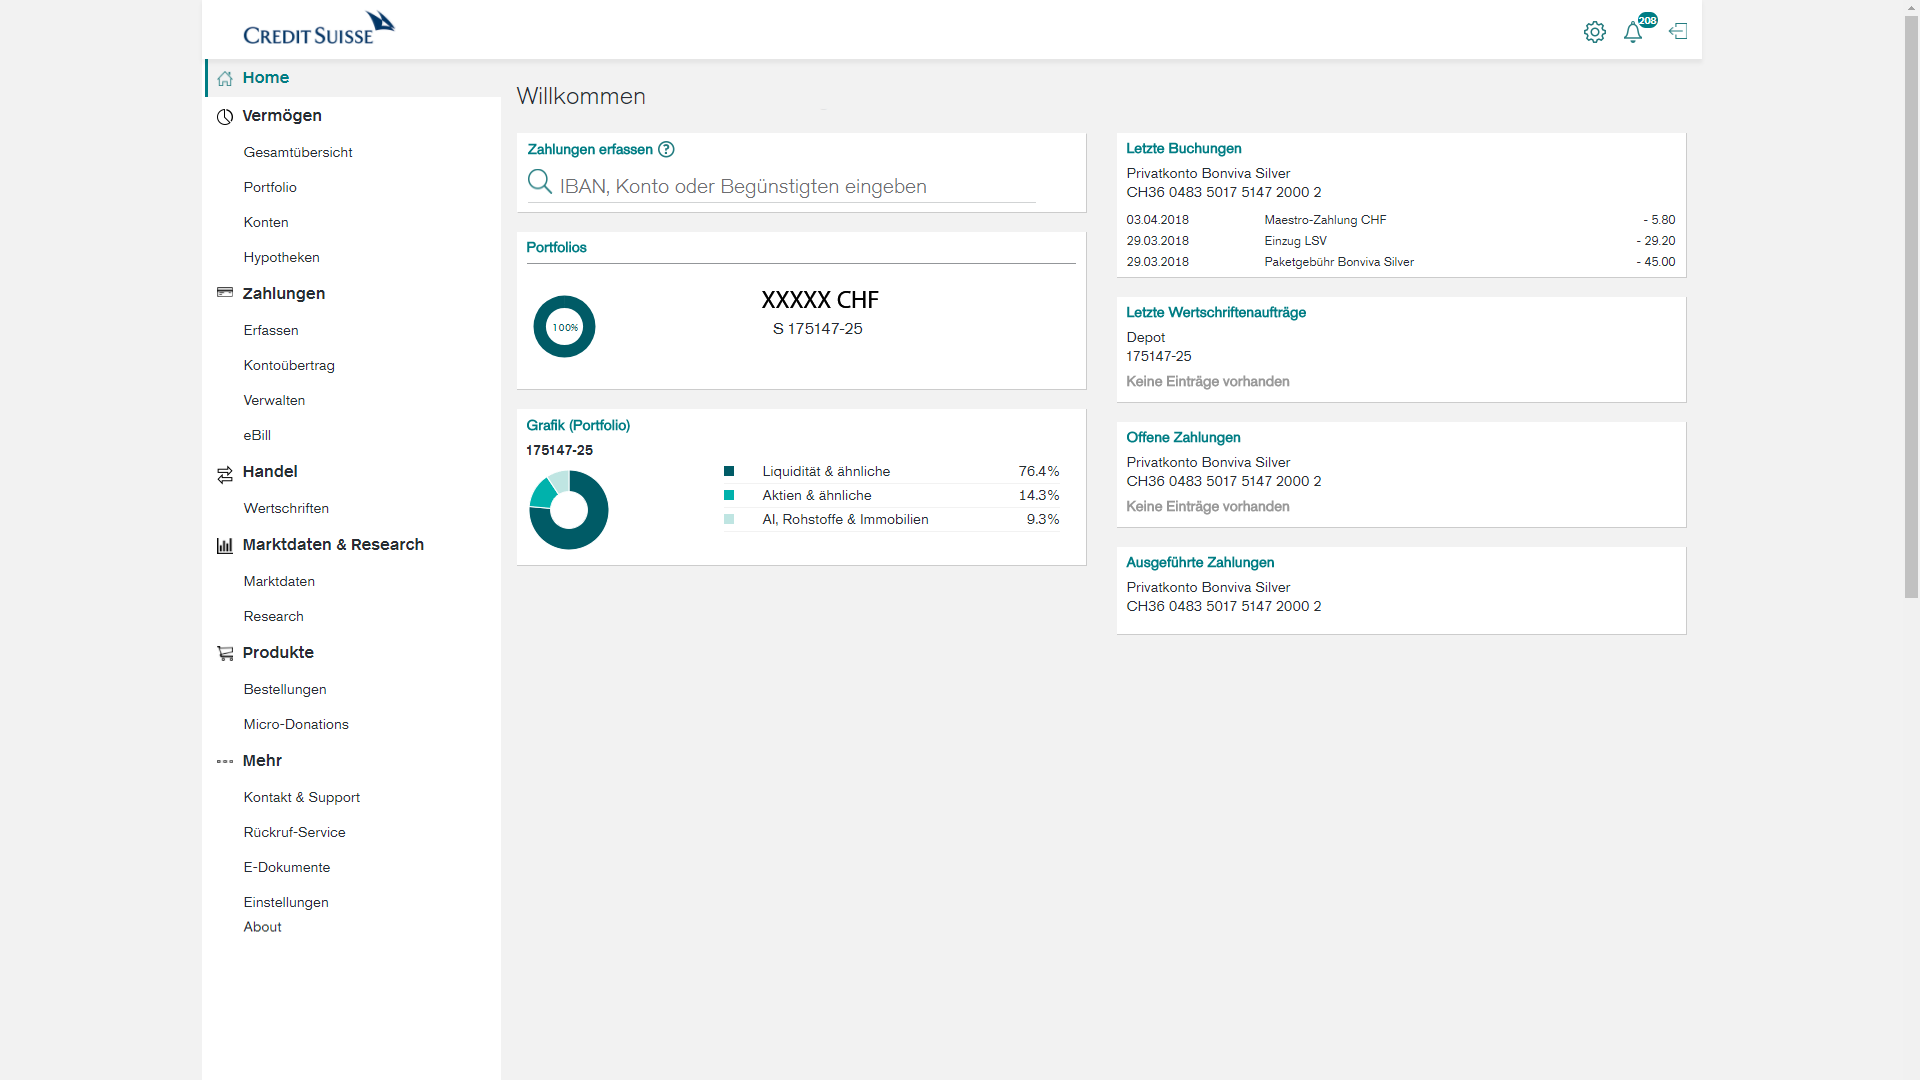 CREDIT SUISSE
208
Home
Vermögen
Gesamtübersicht
Portfolio
Konten
Hypotheken
Zahlungen
Erfassen
Kontoübertrag
Verwalten
eBill
Handel
Wertschriften
Marktdaten & Research
Marktdaten
Research
Produkte
Bestellungen
Micro-Donations
Mehr
Kontakt & Support
Rückruf-Service
E-Dokumente
Einstellungen
About
Willkommen
Zahlungen erfassen ?
IBAN, Konto oder Begünstigten eingeben
Portfolios
100%
XXXXX CHF
S 175147-25
Grafik (Portfolio)
175147-25
Liquidität & ähnliche 76.4%
Aktien & ähnliche 14.3%
AI, Rohstoffe & Immobilien 9.3%
Letzte Buchungen
Privatkonto Bonviva Silver
CH36 0483 5017 5147 2000 2
03.04.2018 Maestro-Zahlung CHF - 5.80
29.03.2018 Einzug LSV - 29.20
29.03.2018 Paketgebühr Bonviva Silver - 45.00
Letzte Wertschriftenaufträge
Depot
175147-25
Keine Einträge vorhanden
Offene Zahlungen
Privatkonto Bonviva Silver
CH36 0483 5017 5147 2000 2
Keine Einträge vorhanden
Ausgeführte Zahlungen
Privatkonto Bonviva Silver
CH36 0483 5017 5147 2000 2